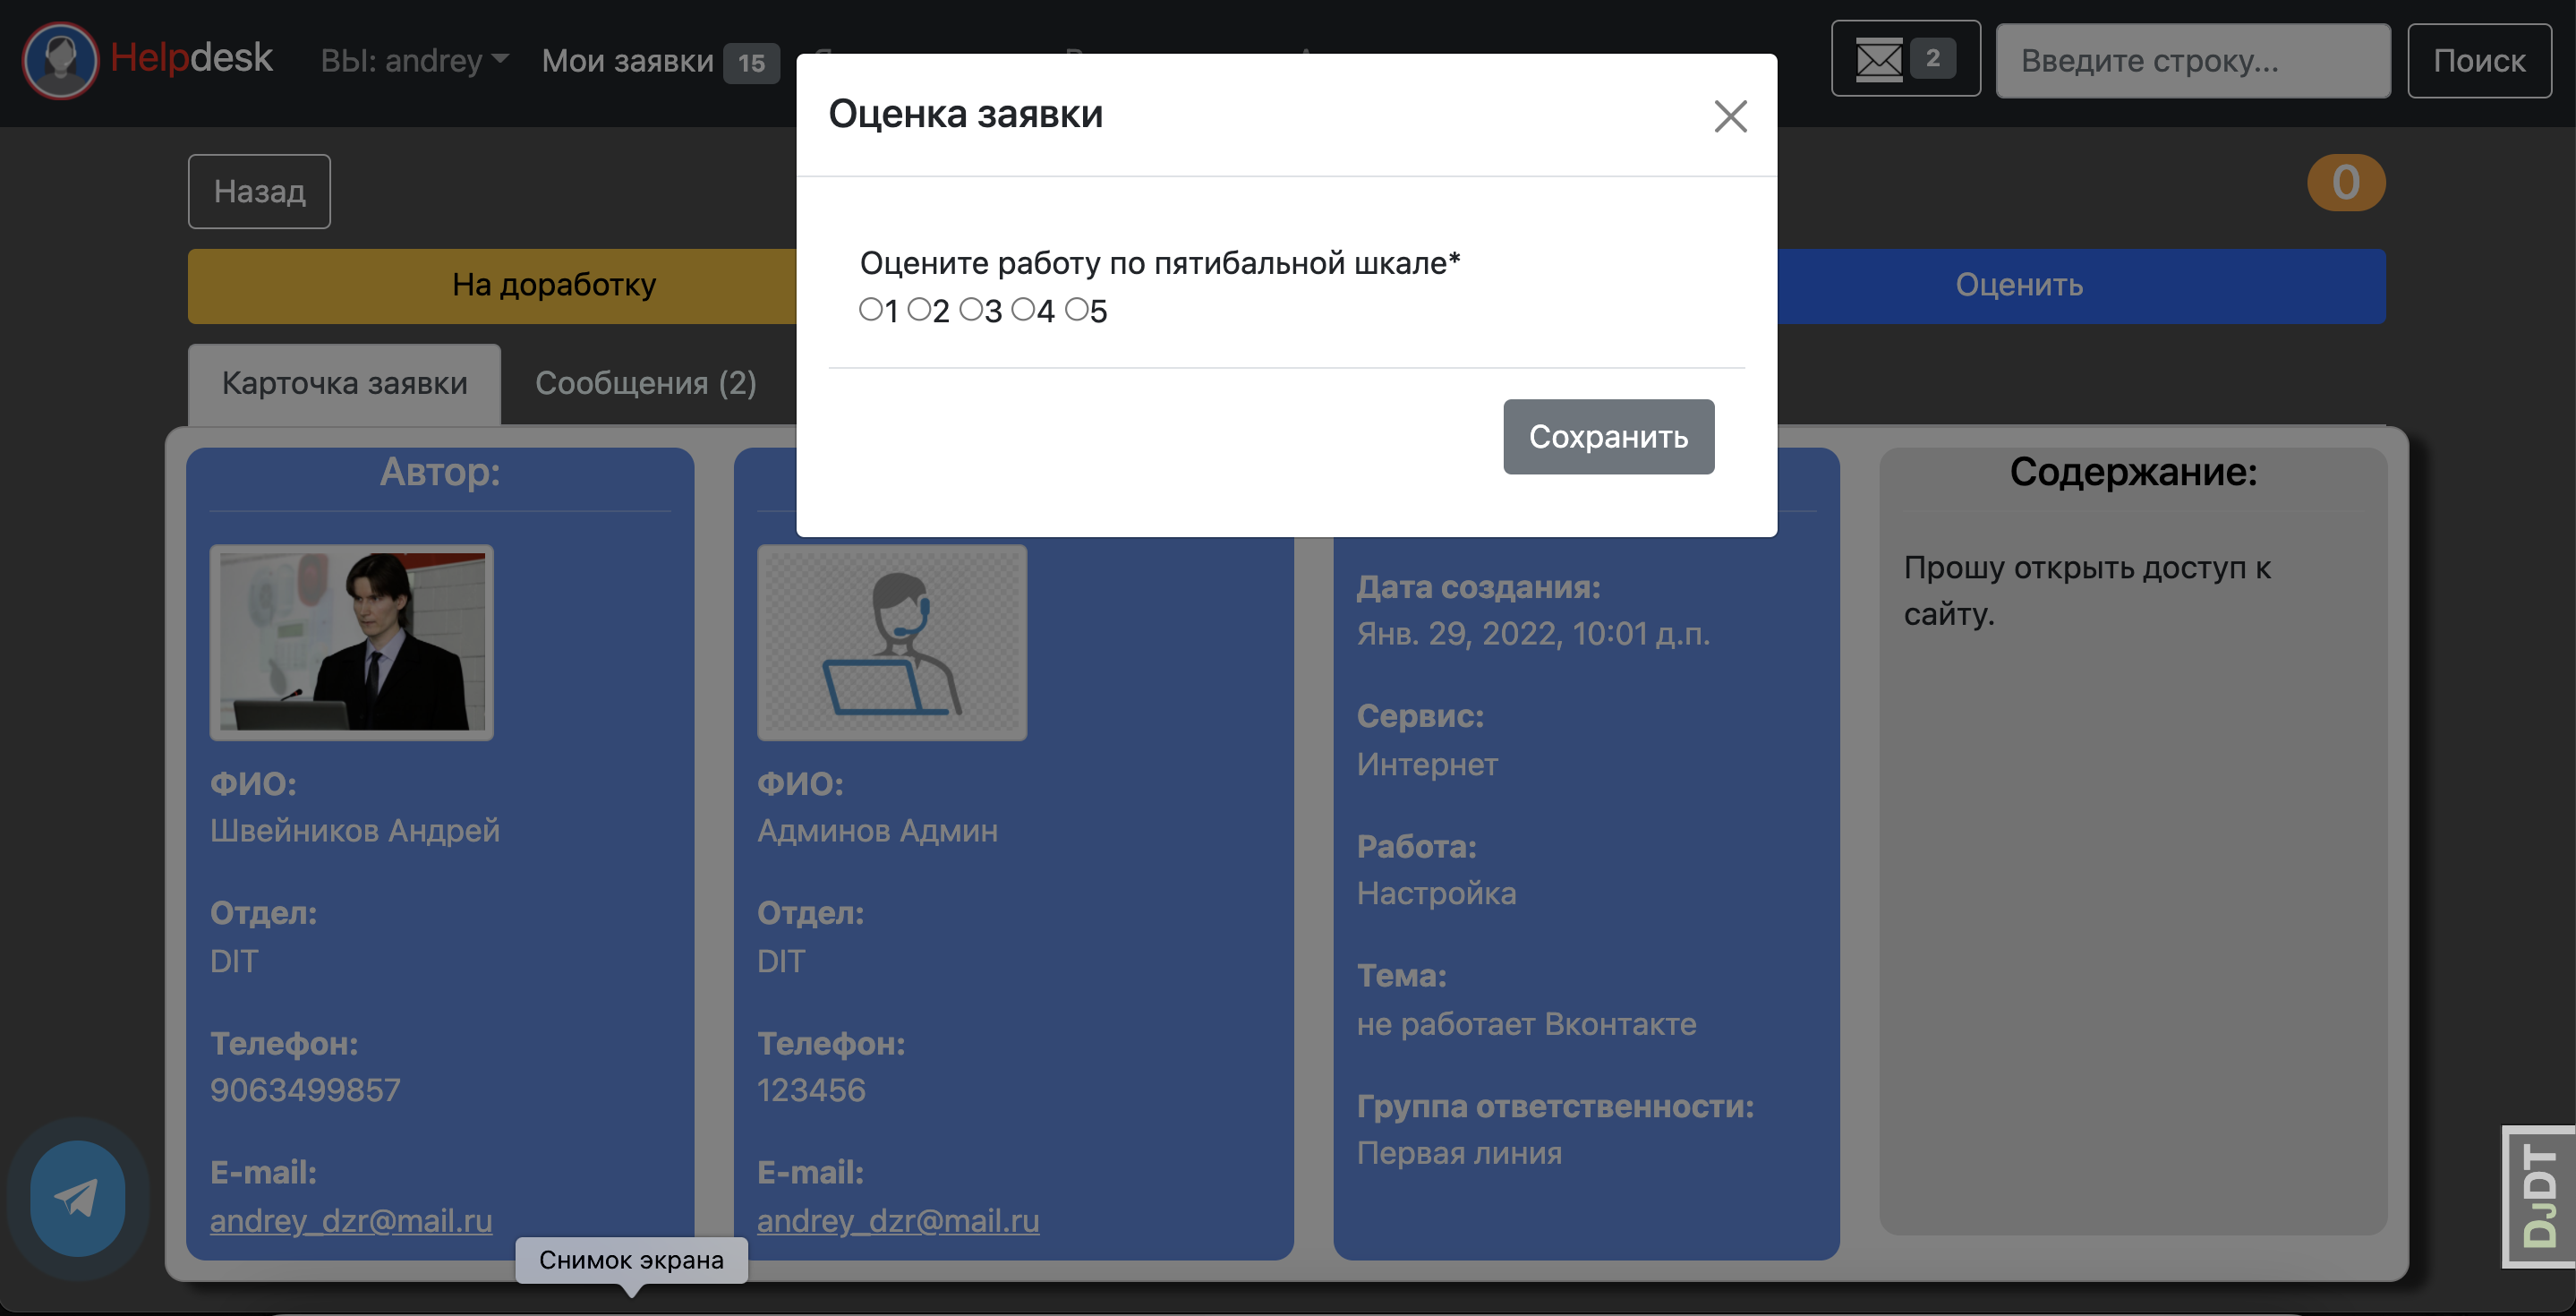 Helpdesk
ВЫ: andrey
Мои заявки 15
2
Введите строку...
Поиск
Оценка заявки
Назад
0
Оцените работу по пятибальной шкале*
1 2 3 4 5
На доработку
Оценить
Карточка заявки
Сообщения (2)
Сохранить
Автор:
ФИО:
Швейников Андрей
Отдел:
DIT
Телефон:
9063499857
E-mail:
andrey_dzr@mail.ru
ФИО:
Админов Админ
Отдел:
DIT
Телефон:
123456
E-mail:
andrey_dzr@mail.ru
Дата создания:
Янв. 29, 2022, 10:01 д.п.
Сервис:
Интернет
Работа:
Настройка
Тема:
не работает Вконтакте
Группа ответственности:
Первая линия
Содержание:
Прошу открыть доступ к
сайту.
Снимок экрана
DJDT